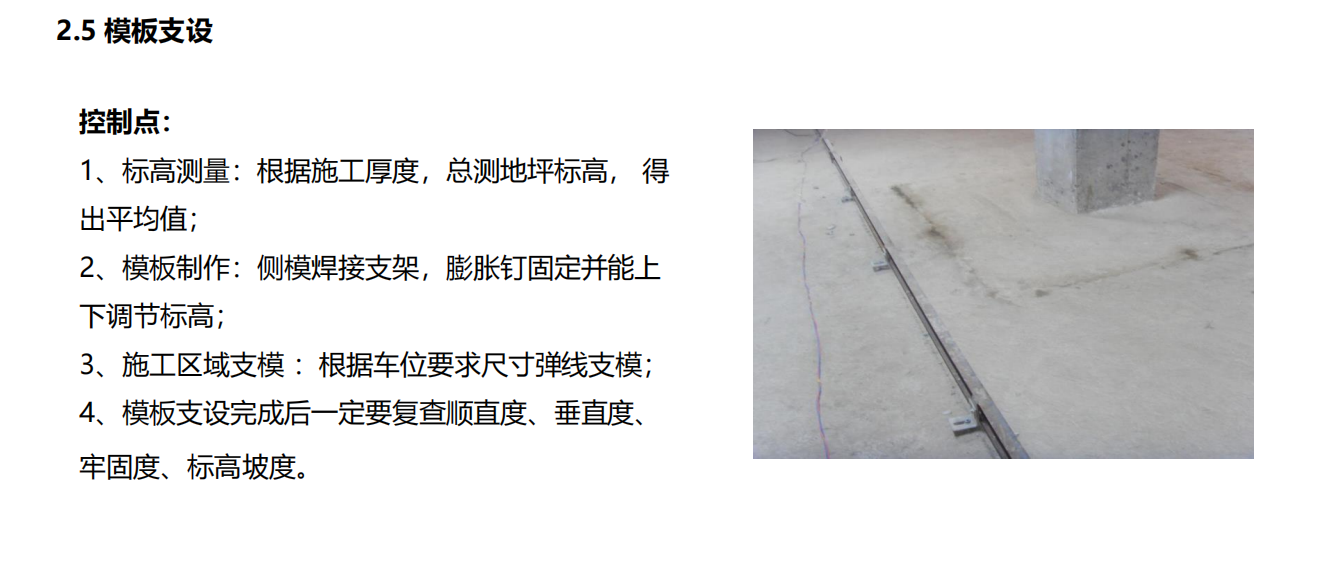 2.5 模板支设
控制点：
1、标高测量：根据施工厚度，总测地坪标高， 得
出平均值；
2、模板制作：侧模焊接支架，膨胀钉固定并能上
下调节标高；
3、施工区域支模 ：根据车位要求尺寸弹线支模；
4、模板支设完成后一定要复查顺直度、垂直度、
牢固度、标高坡度。